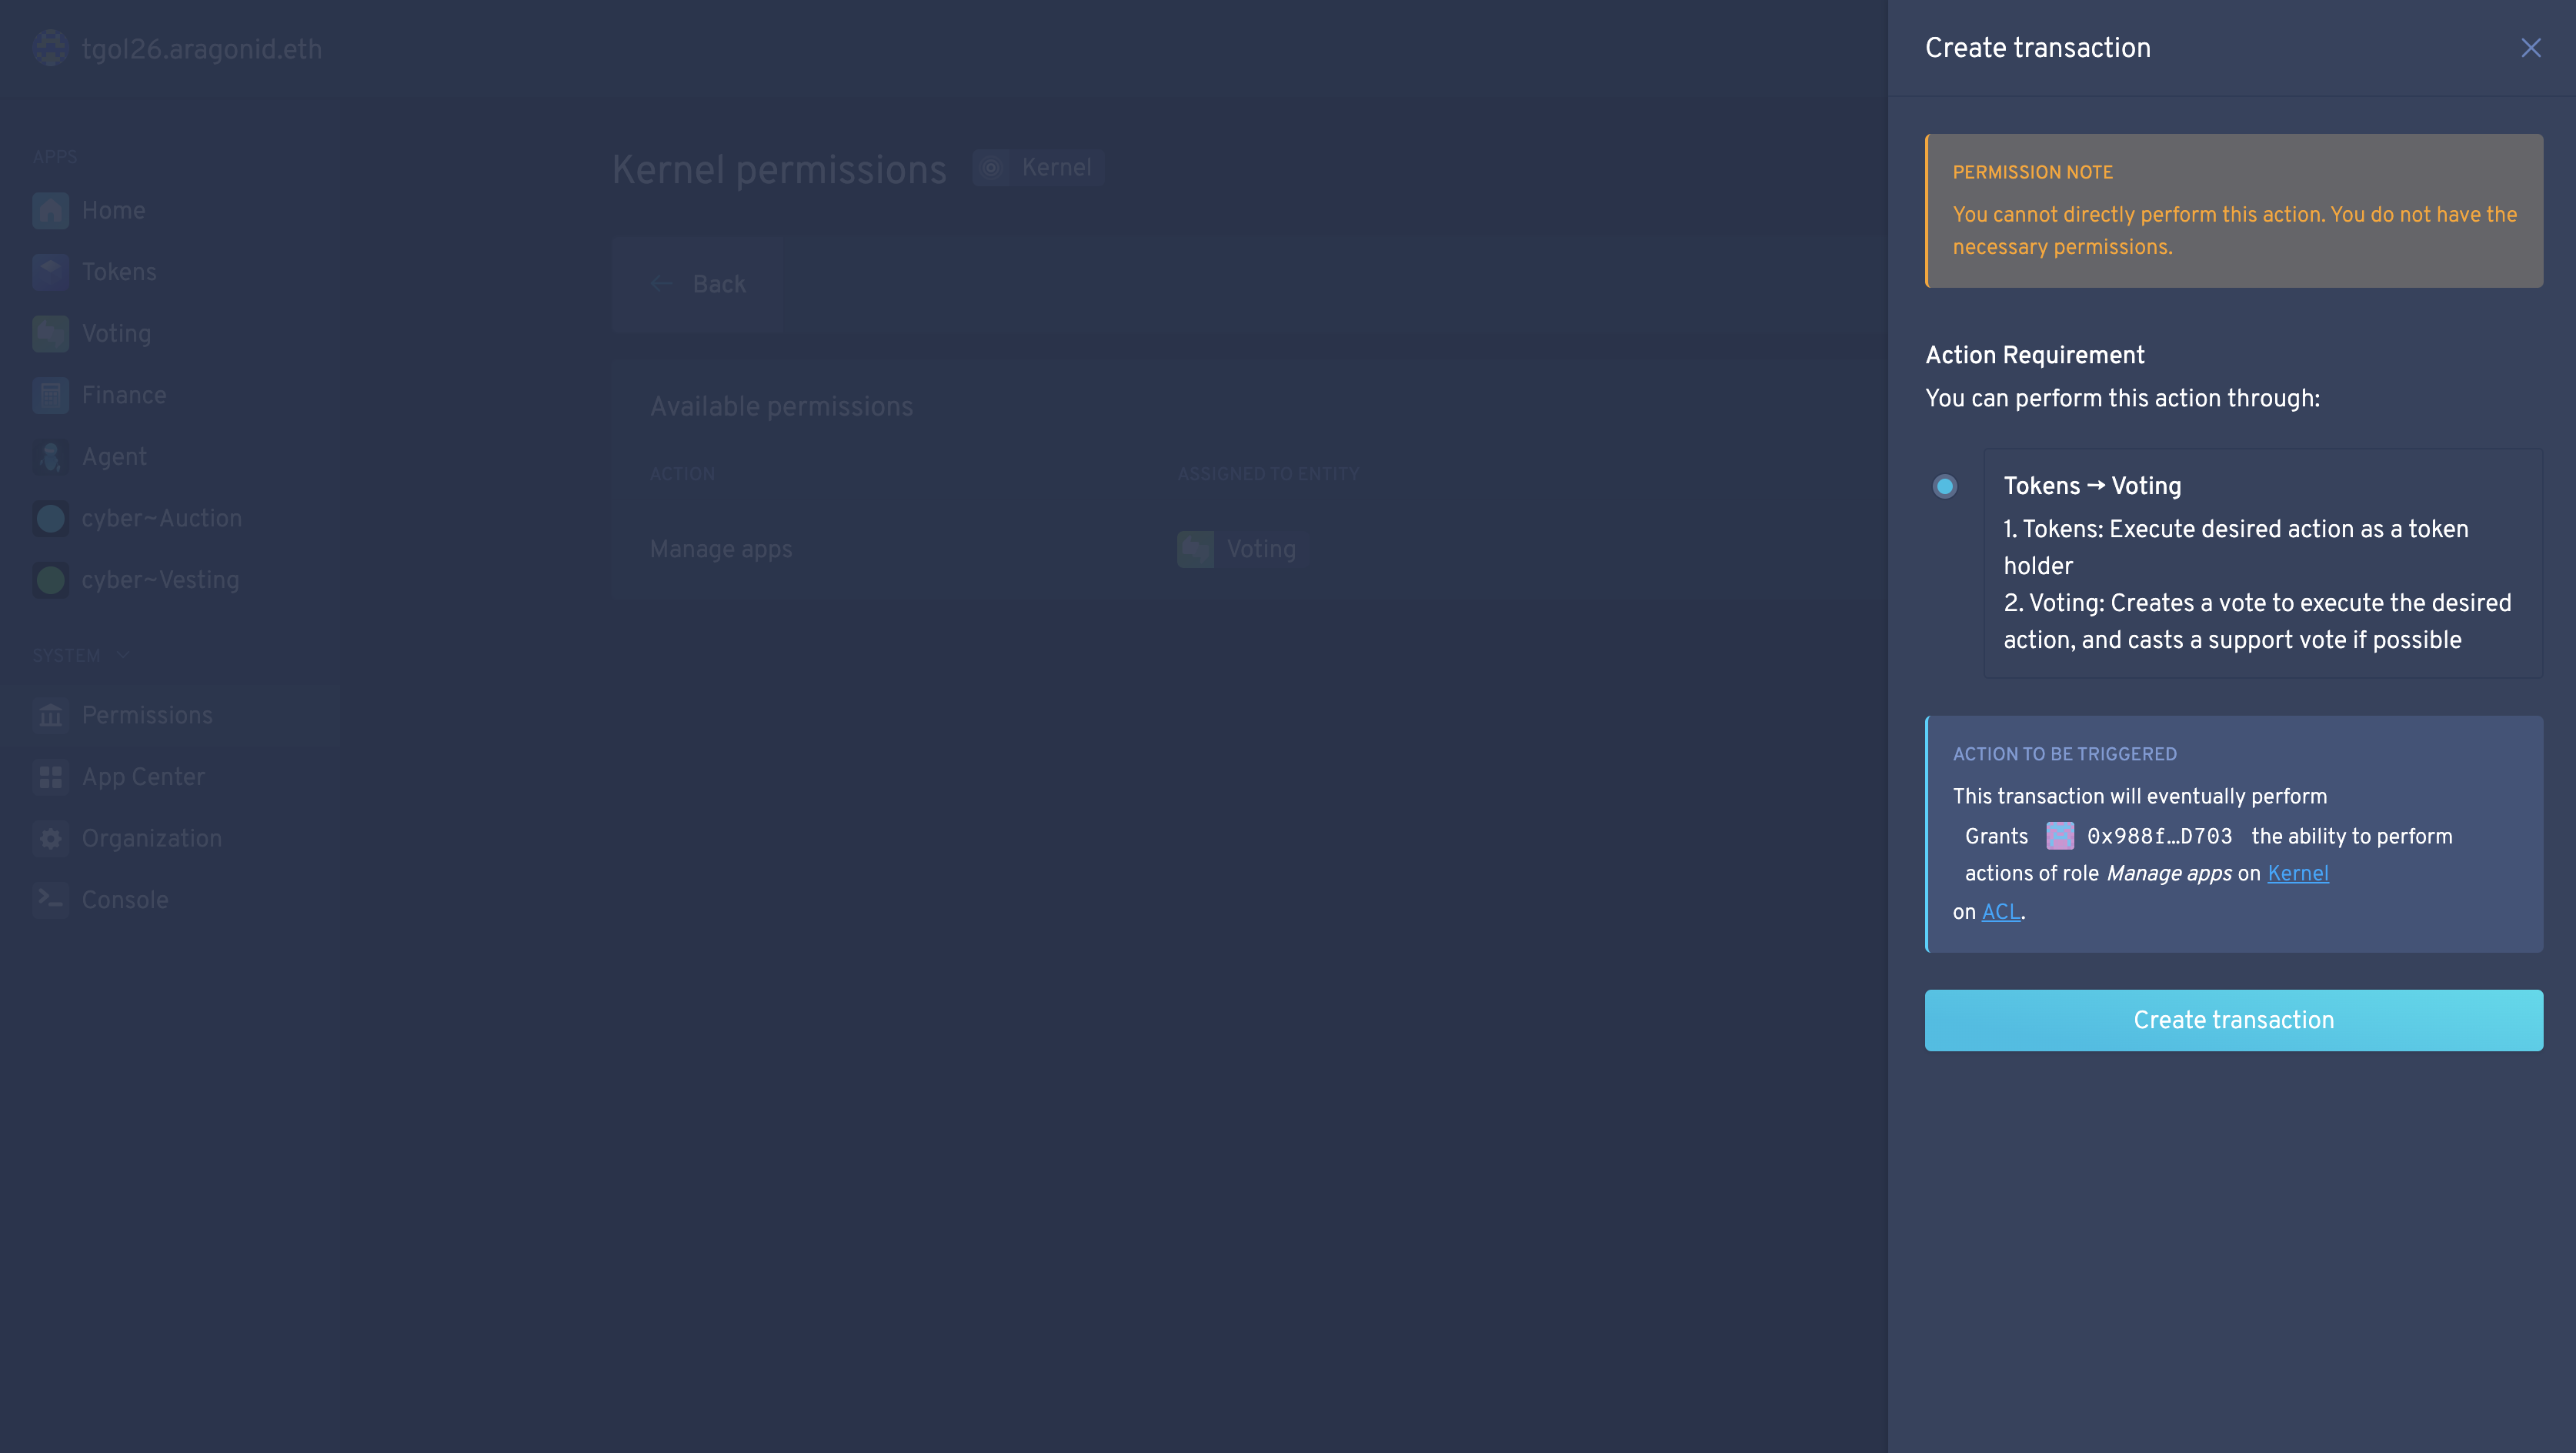 tgol26.aragonid.eth
APPS
Home
Tokens
Voting
Finance
Agent
cyber~Auction
cyber~Vesting
SYSTEM
Permissions
App Center
Organization
Console
Kernel permissions
Kernel
Back
Available permissions
ACTION
ASSIGNED TO ENTITY
Manage apps
Voting
Create transaction
PERMISSION NOTE
You cannot directly perform this action. You do not have the
necessary permissions.
Action Requirement
You can perform this action through:
Tokens → Voting
1. Tokens: Execute desired action as a token
holder
2. Voting: Creates a vote to execute the desired
action, and casts a support vote if possible
ACTION TO BE TRIGGERED
This transaction will eventually perform
Grants 0x988f…D703 the ability to perform
actions of role Manage apps on Kernel
on ACL.
Create transaction